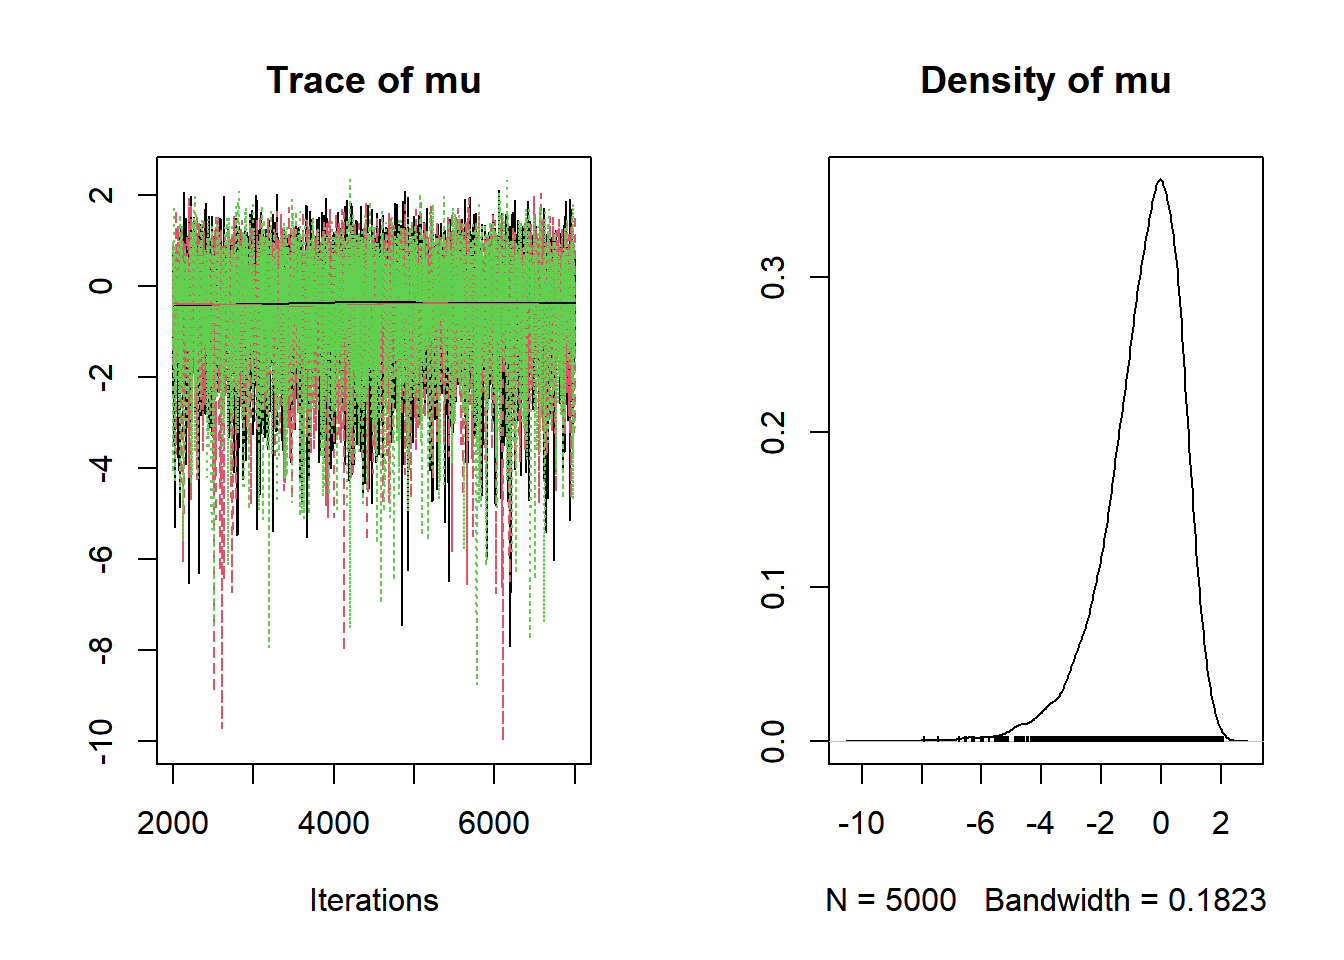 Trace of mu
2
0
-2
-4
-6
-8
-10
2000 4000 6000
Iterations
Density of mu
0.3
0.2
0.1
0.0
-10 -6 -4 -2 0 2
N = 5000 Bandwidth = 0.1823